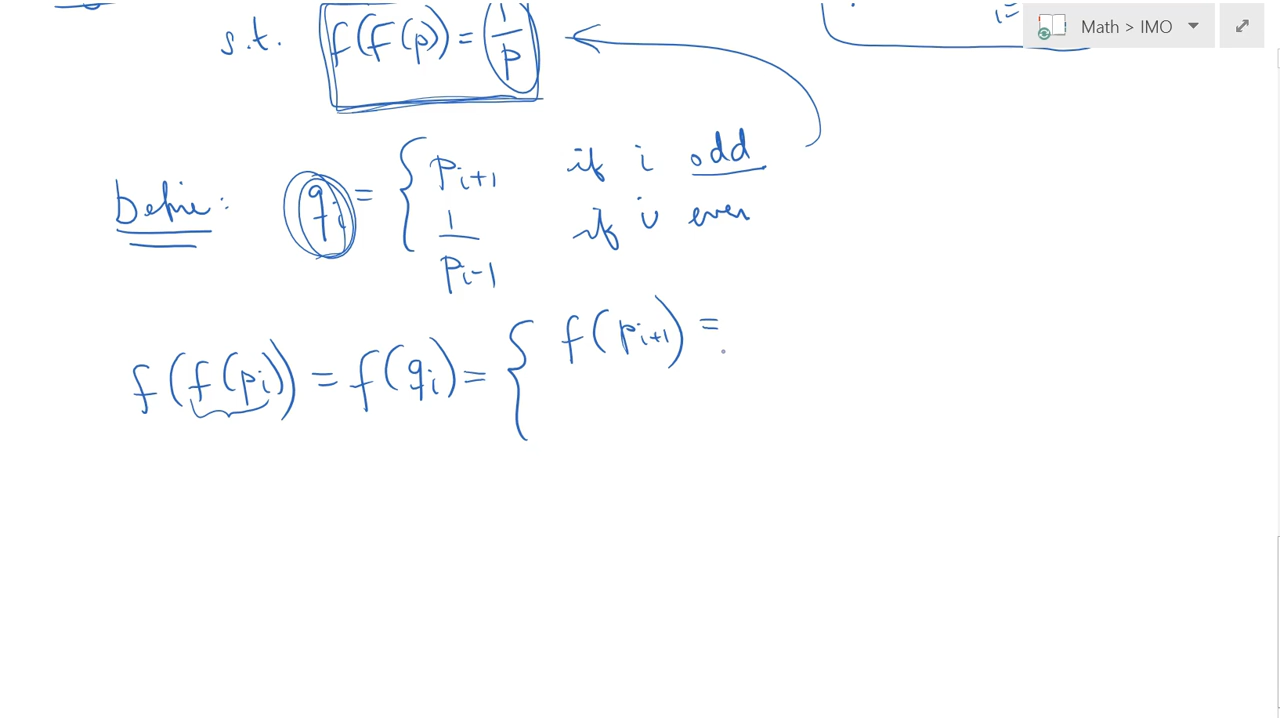 i=
Math > IMO
s.t. f(f(p)) = (1/p)
Define: q_i = { p_{i+1} if i odd
1/p_{i-1} if i even
f(f(p_i)) = f(q_i) = { f(p_{i+1}) =